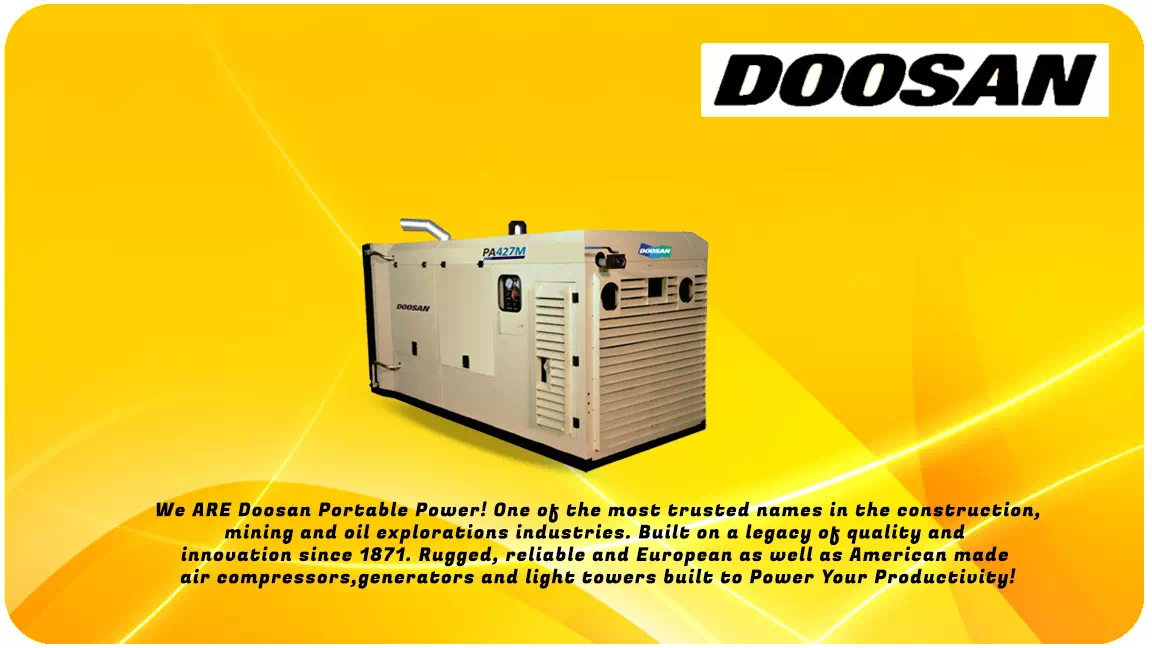 DOOSAN
PA427M
DOOSAN
DOOSAN
We ARE Doosan Portable Power! One of the most trusted names in the construction,
mining and oil explorations industries. Built on a legacy of quality and
innovation since 1871. Rugged, reliable and European as well as American made
air compressors,generators and light towers built to Power Your Productivity!